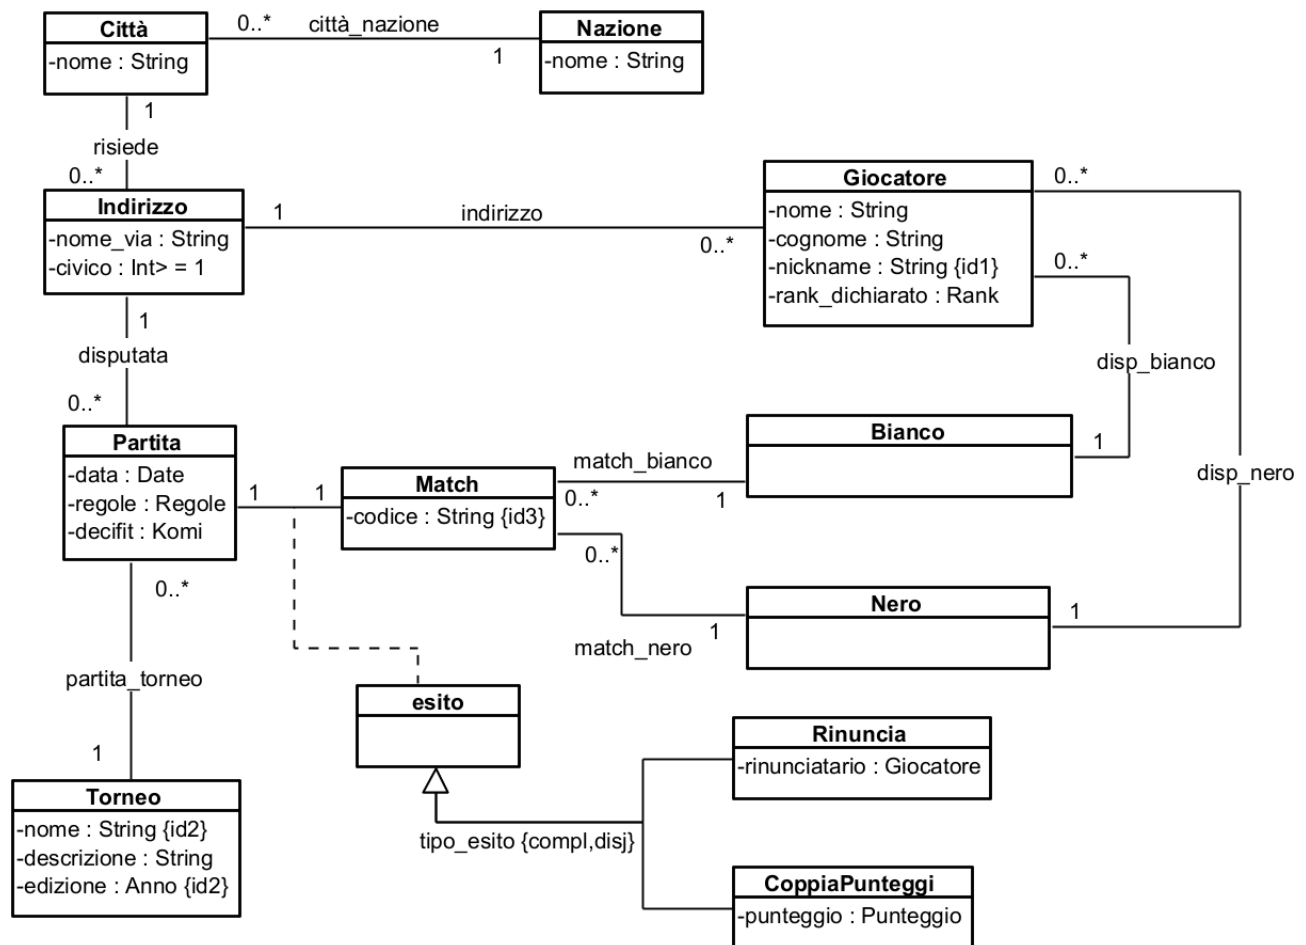 Città
-nome : String
0..*
città_nazione
1
Nazione
-nome : String
1
risiede
0..*
Indirizzo
-nome_via : String
-civico : Int> = 1
1
indirizzo
0..*
Giocatore
-nome : String
-cognome : String
-nickname : String {id1}
-rank_dichiarato : Rank
0..*
0..*
disp_bianco
disp_nero
1
disputata
0..*
Partita
-data : Date
-regole : Regole
-decifit : Komi
1
1
Match
-codice : String {id3}
match_bianco
0..*
1
Bianco
1
0..*
match_nero
1
Nero
1
0..*
partita_torneo
1
Torneo
-nome : String {id2}
-descrizione : String
-edizione : Anno {id2}
esito
tipo_esito {compl,disj}
Rinuncia
-rinunciatario : Giocatore
CoppiaPunteggi
-punteggio : Punteggio